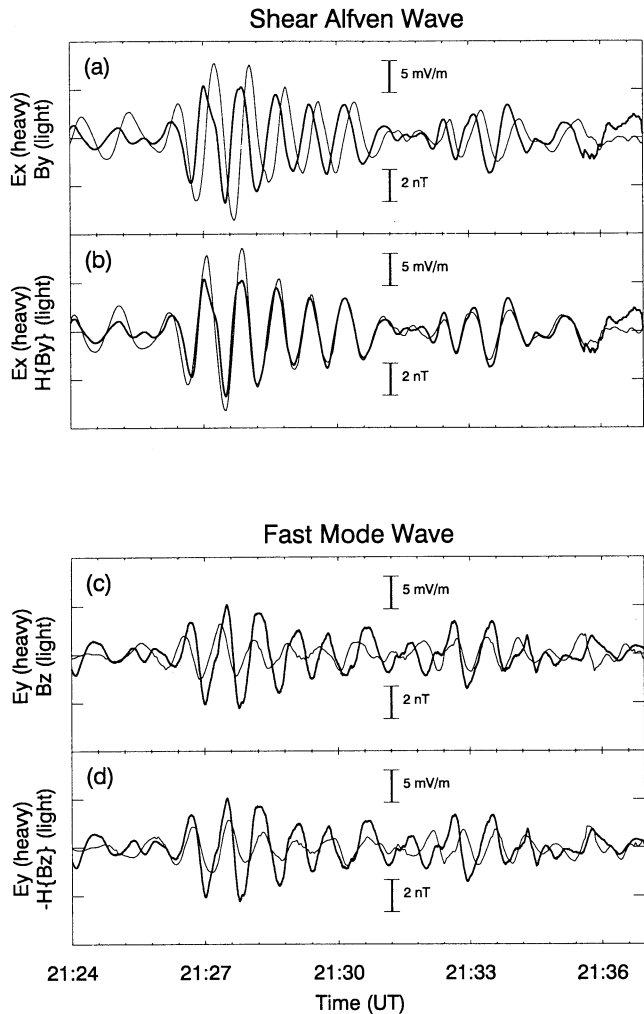 Shear Alfven Wave
(a)
5 mV/m
Ex (heavy)
By (light)
2 nT
(b)
5 mV/m
Ex (heavy)
H{By} (light)
2 nT
Fast Mode Wave
(c)
5 mV/m
Ey (heavy)
Bz (light)
2 nT
(d)
5 mV/m
Ey (heavy)
-H{Bz} (light)
2 nT
21:24 21:27 21:30 21:33 21:36
Time (UT)